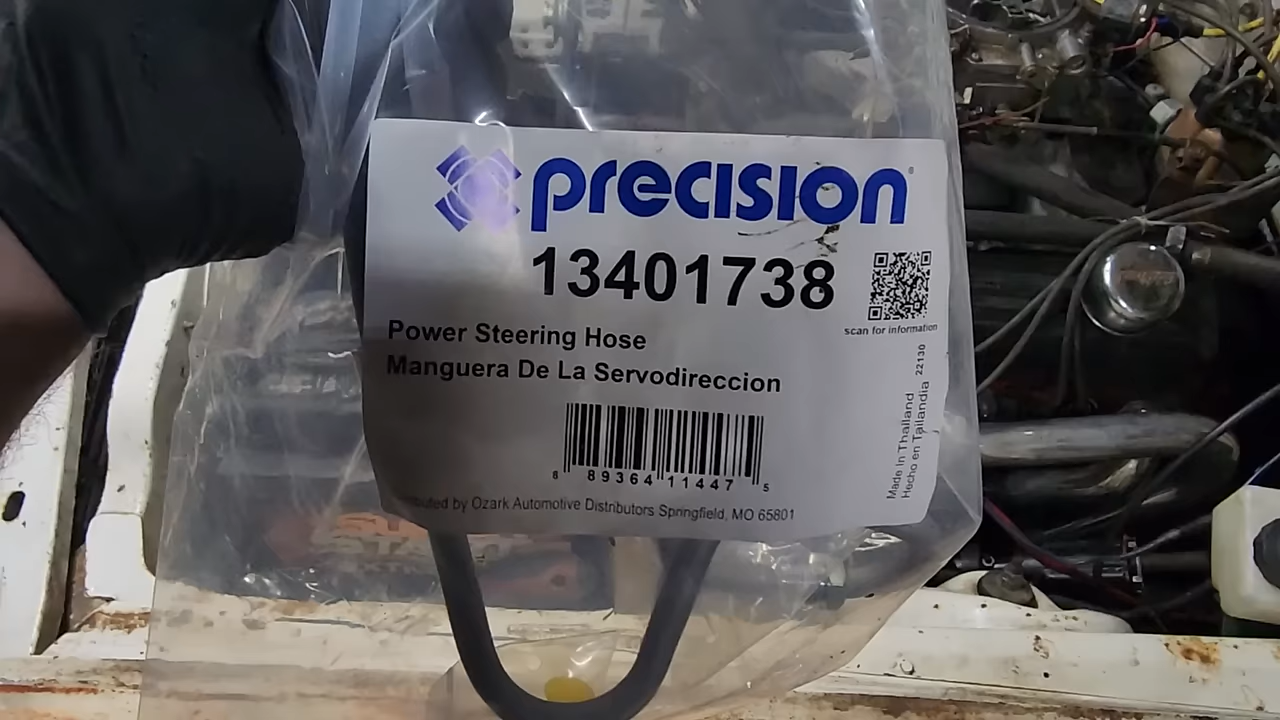 precision
13401738
scan for information
Power Steering Hose
Manguera De La Servodireccion
22130
Made in Thailand
Hecho en Tailandia
8 89364 11447 5
by Ozark Automotive Distributors Springfield, MO 65801